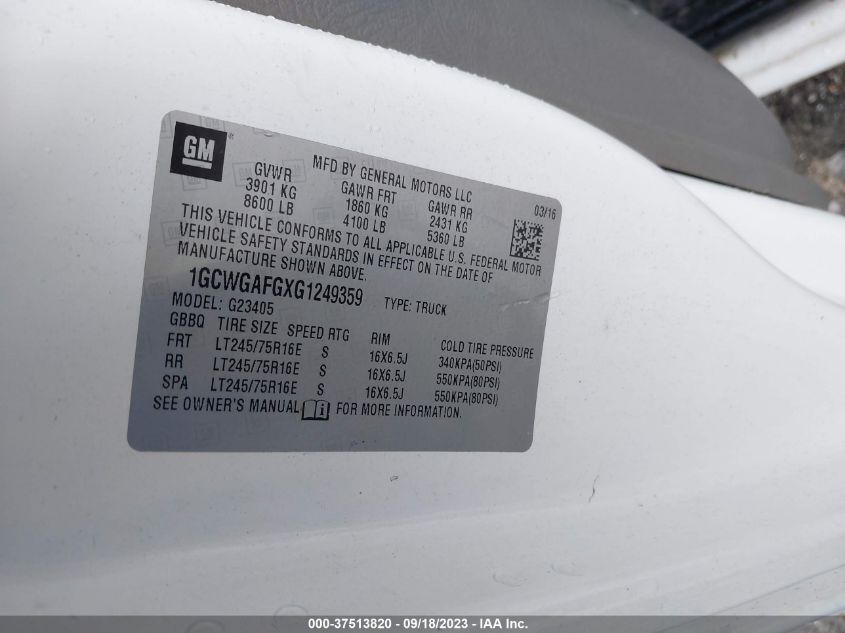 GM
MFD BY GENERAL MOTORS LLC
03/16
GVWR GAWR FRT GAWR RR
3901 KG 1860 KG 2431 KG
8600 LB 4100 LB 5360 LB
THIS VEHICLE CONFORMS TO ALL APPLICABLE U.S. FEDERAL MOTOR
VEHICLE SAFETY STANDARDS IN EFFECT ON THE DATE OF
MANUFACTURE SHOWN ABOVE.
1GCWGAFGXG1249359 TYPE: TRUCK
MODEL: G23405
GBBQ TIRE SIZE SPEED RTG RIM COLD TIRE PRESSURE
FRT LT245/75R16E S 16X6.5J 340KPA(50PSI)
RR LT245/75R16E S 16X6.5J 550KPA(80PSI)
SPA LT245/75R16E S 16X6.5J 550KPA(80PSI)
SEE OWNER'S MANUAL FOR MORE INFORMATION.
000-37513820 - 09/18/2023 - IAA Inc.